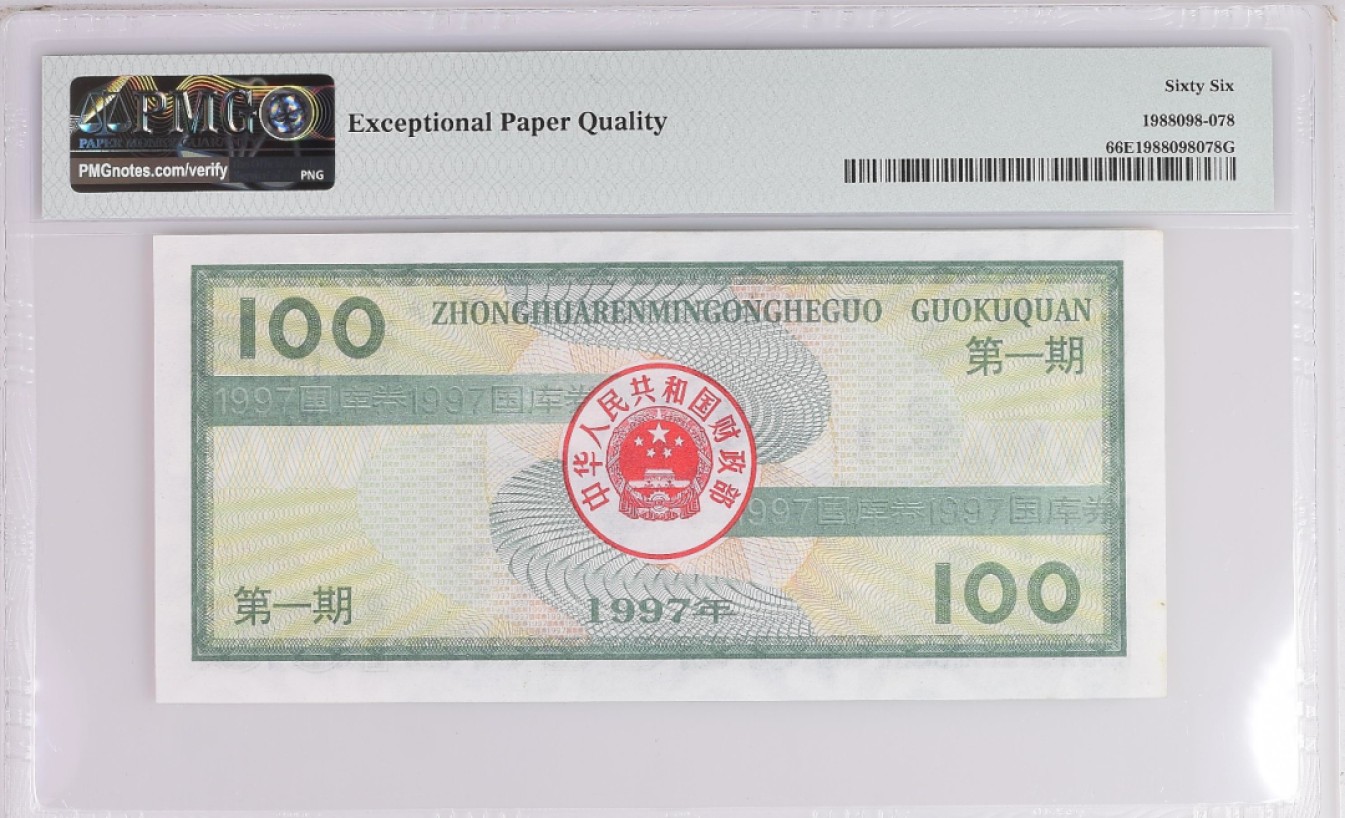 Sixty Six
PMG
Exceptional Paper Quality
1988098-078
66E1988098078G
PMGnotes.com/verify
PNG
100
ZHONGHUARENMINGONGHEGUO GUOKUQUAN
第一期
1997国库券1997国库券
中华人民共和国财政部
1997国库券1997国库券
第一期
1997年
100